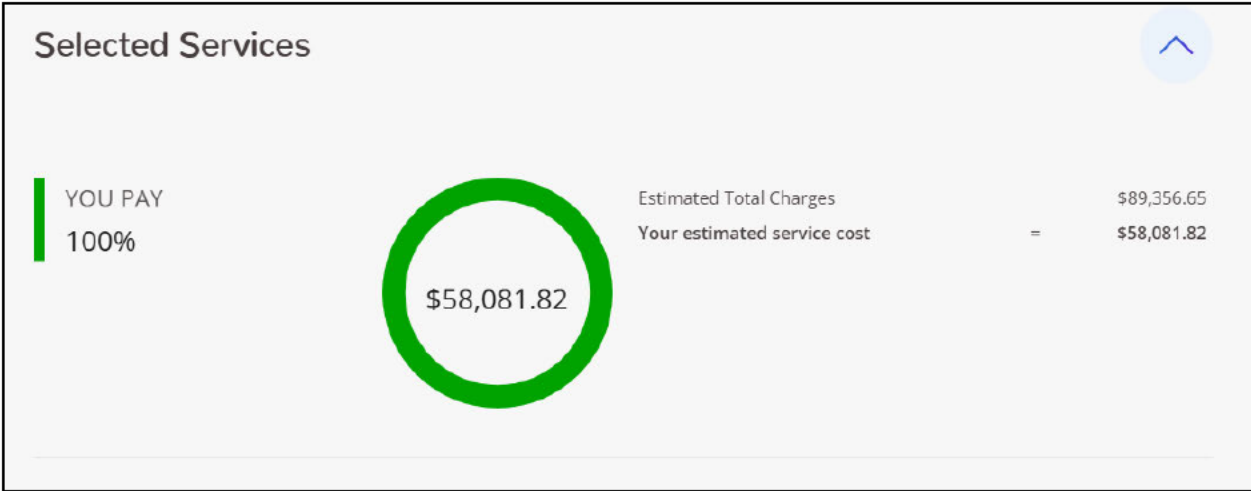 Selected Services
YOU PAY
100%
$58,081.82
Estimated Total Charges $89,356.65
Your estimated service cost = $58,081.82